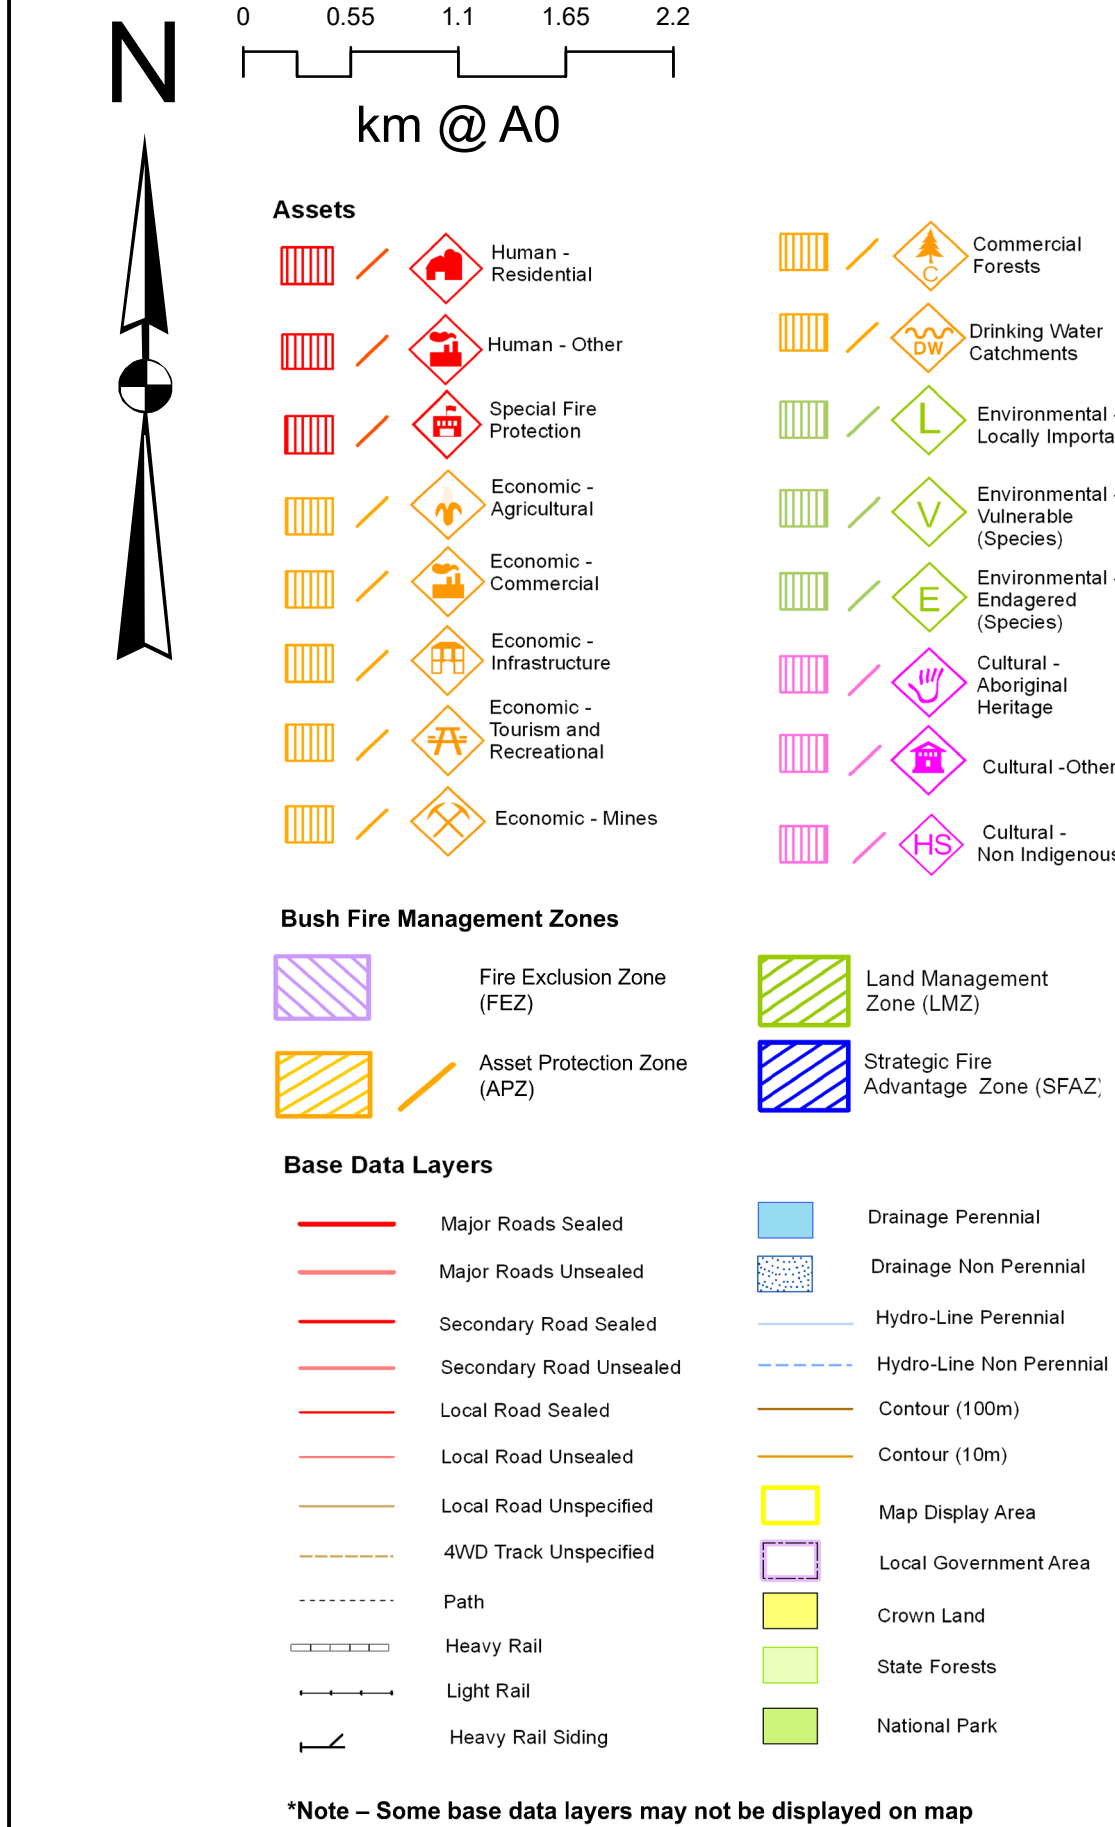 N
0 0.55 1.1 1.65 2.2
km @ A0
Assets
Human -
Residential
Human - Other
Special Fire
Protection
Economic -
Agricultural
Economic -
Commercial
Economic -
Infrastructure
Economic -
Tourism and
Recreational
Economic - Mines
C
Commercial
Forests
DW
Drinking Water
Catchments
L
Environmental -
Locally Importa
V
Environmental -
Vulnerable
(Species)
E
Environmental -
Endagered
(Species)
Cultural -
Aboriginal
Heritage
Cultural -Other
HS
Cultural -
Non Indigenous
Bush Fire Management Zones
Fire Exclusion Zone
(FEZ)
Asset Protection Zone
(APZ)
Land Management
Zone (LMZ)
Strategic Fire
Advantage Zone (SFAZ)
Base Data Layers
Major Roads Sealed
Major Roads Unsealed
Secondary Road Sealed
Secondary Road Unsealed
Local Road Sealed
Local Road Unsealed
Local Road Unspecified
4WD Track Unspecified
Path
Heavy Rail
Light Rail
Heavy Rail Siding
Drainage Perennial
Drainage Non Perennial
Hydro-Line Perennial
Hydro-Line Non Perennial
Contour (100m)
Contour (10m)
Map Display Area
Local Government Area
Crown Land
State Forests
National Park
*Note – Some base data layers may not be displayed on map